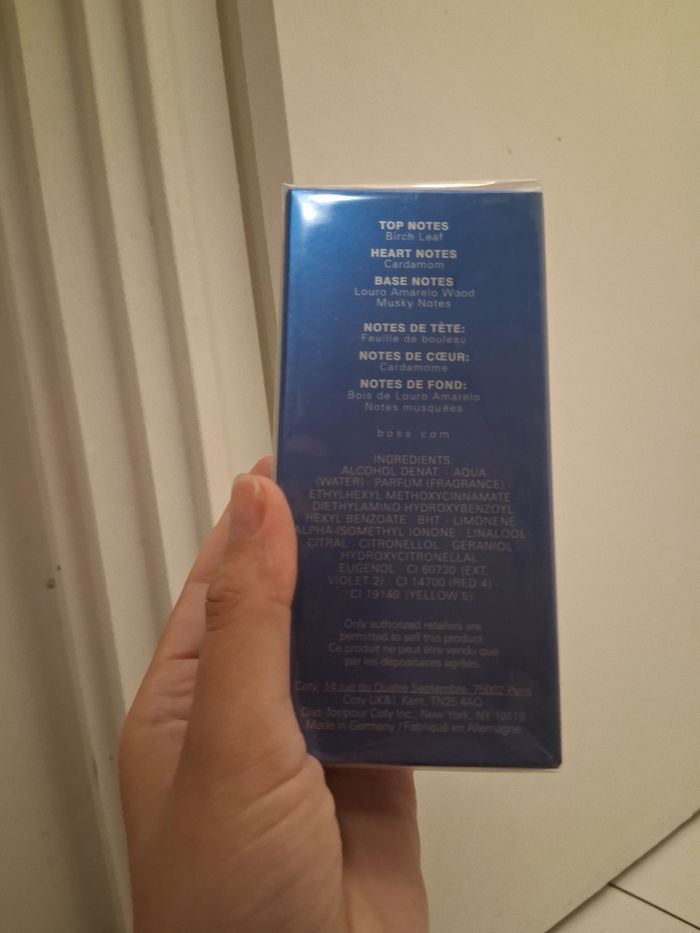 TOP NOTES
Birch Leaf
HEART NOTES
Cardamom
BASE NOTES
Louro Amarelo Wood
Musky Notes
NOTES DE TÊTE:
Feuille de bouleau
NOTES DE CŒUR:
Cardamome
NOTES DE FOND:
Bois de Louro Amarelo
Notes musquées
boss.com
INGREDIENTS:
ALCOHOL DENAT · AQUA
(WATER) · PARFUM (FRAGRANCE) ·
ETHYLHEXYL METHOXYCINNAMATE ·
DIETHYLAMINO HYDROXYBENZOYL
HEXYL BENZOATE · BHT · LIMONENE ·
ALPHA-ISOMETHYL IONONE · LINALOOL ·
CITRAL · CITRONELLOL · GERANIOL ·
HYDROXYCITRONELLAL ·
EUGENOL · CI 60730 (EXT.
VIOLET 2) · CI 14700 (RED 4) ·
CI 19140 (YELLOW 5).
Only authorized retailers are
permitted to sell this product.
Ce produit ne peut être vendu que
par les dépositaires agréés.
Coty, 14 rue du Quatre Septembre, 75002 Paris
Coty UK&I, Kent, TN25 4AQ
Dist. for/pour Coty Inc., New York, NY 10118
Made in Germany / Fabriqué en Allemagne